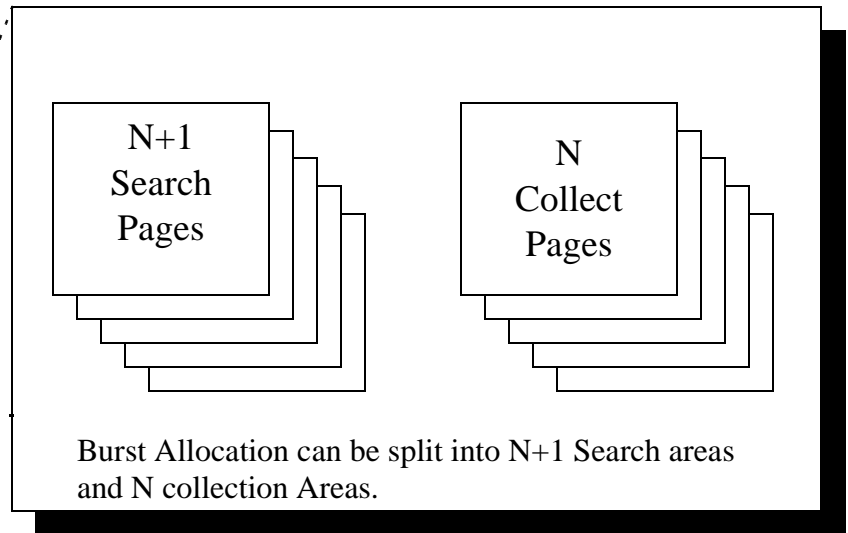 N+1
Search
Pages
N
Collect
Pages
Burst Allocation can be split into N+1 Search areas
and N collection Areas.